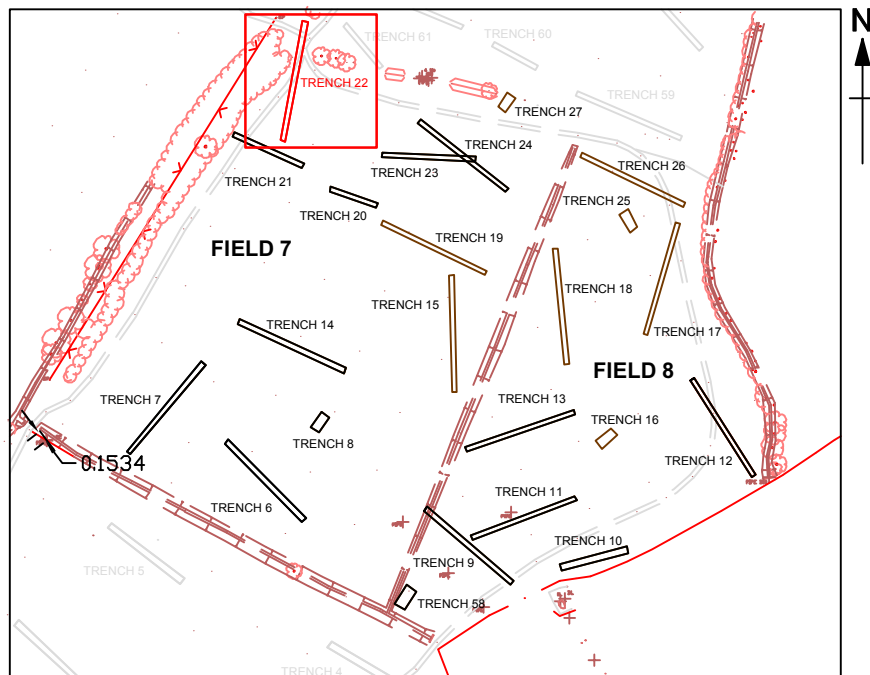 N
TRENCH 61
TRENCH 60
TRENCH 22
TRENCH 59
TRENCH 27
TRENCH 24
TRENCH 23
TRENCH 26
TRENCH 21
TRENCH 25
TRENCH 20
TRENCH 19
FIELD 7
TRENCH 18
TRENCH 15
TRENCH 14
TRENCH 17
FIELD 8
TRENCH 7
TRENCH 13
TRENCH 16
TRENCH 8
TRENCH 12
0.1534
TRENCH 11
TRENCH 6
TRENCH 10
TRENCH 9
TRENCH 5
TRENCH 58
TRENCH 4